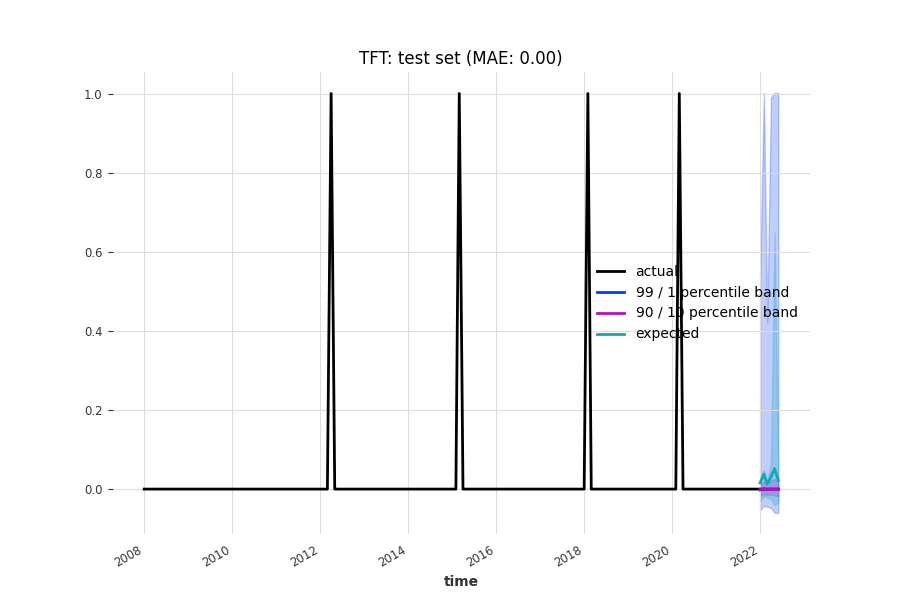 TFT: test set (MAE: 0.00)
1.0
0.8
0.6
0.4
0.2
0.0
actual
99 / 1 percentile band
90 / 10 percentile band
expected
2008
2010
2012
2014
2016
2018
2020
2022
time